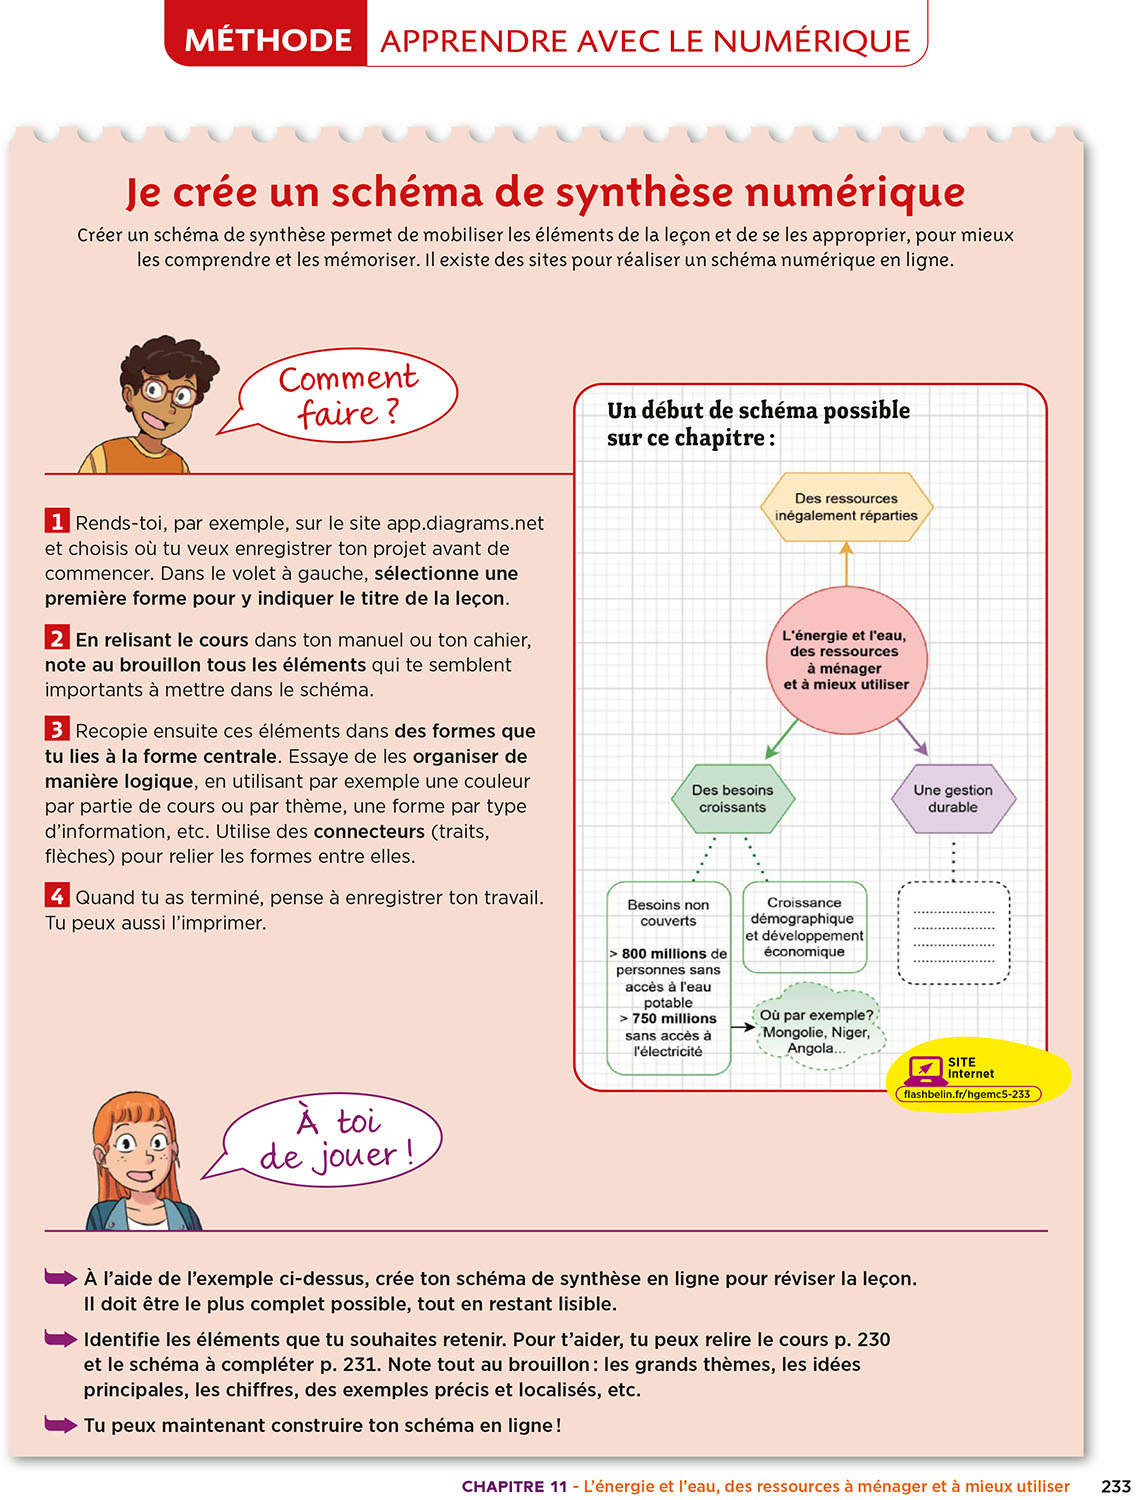 MÉTHODE APPRENDRE AVEC LE NUMÉRIQUE
Je crée un schéma de synthèse numérique
Créer un schéma de synthèse permet de mobiliser les éléments de la leçon et de se les approprier, pour mieux
les comprendre et les mémoriser. Il existe des sites pour réaliser un schéma numérique en ligne.
Comment
faire ?
1 Rends-toi, par exemple, sur le site app.diagrams.net
et choisis où tu veux enregistrer ton projet avant de
commencer. Dans le volet à gauche, sélectionne une
première forme pour y indiquer le titre de la leçon.
2 En relisant le cours dans ton manuel ou ton cahier,
note au brouillon tous les éléments qui te semblent
importants à mettre dans le schéma.
3 Recopie ensuite ces éléments dans des formes que
tu lies à la forme centrale. Essaye de les organiser de
manière logique, en utilisant par exemple une couleur
par partie de cours ou par thème, une forme par type
d'information, etc. Utilise des connecteurs (traits,
flèches) pour relier les formes entre elles.
4 Quand tu as terminé, pense à enregistrer ton travail.
Tu peux aussi l'imprimer.
Un début de schéma possible
sur ce chapitre :
Des ressources
inégalement réparties
L'énergie et l'eau,
des ressources
à ménager
et à mieux utiliser
Des besoins
croissants
Une gestion
durable
Besoins non
couverts
> 800 millions de
personnes sans
accès à l'eau
potable
> 750 millions
sans accès à
l'électricité
Croissance
démographique
et développement
économique
Où par exemple?
Mongolie, Niger,
Angola...
SITE
internet
flashbelin.fr/hgemc5-233
À toi
de jouer !
À l'aide de l'exemple ci-dessus, crée ton schéma de synthèse en ligne pour réviser la leçon.
Il doit être le plus complet possible, tout en restant lisible.
Identifie les éléments que tu souhaites retenir. Pour t'aider, tu peux relire le cours p. 230
et le schéma à compléter p. 231. Note tout au brouillon : les grands thèmes, les idées
principales, les chiffres, des exemples précis et localisés, etc.
Tu peux maintenant construire ton schéma en ligne !
CHAPITRE 11 - L'énergie et l'eau, des ressources à ménager et à mieux utiliser 233